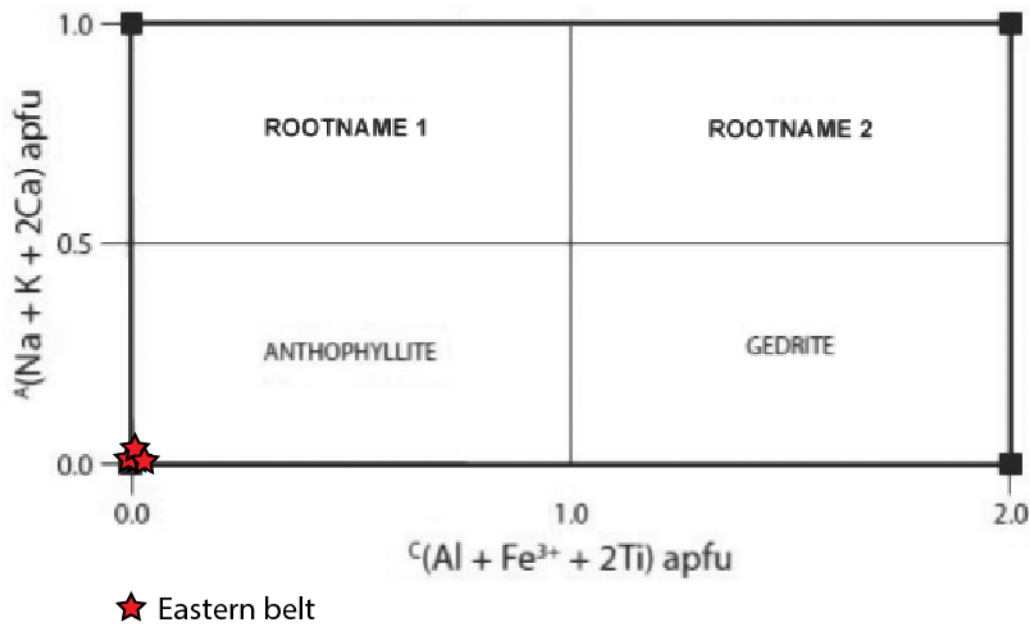 1.0
ROOTNAME 1
ROOTNAME 2
ᴬ(Na + K + 2Ca) apfu
0.5
ANTHOPHYLLITE
GEDRITE
0.0
0.0
1.0
2.0
ᶜ(Al + Fe³⁺ + 2Ti) apfu
Eastern belt